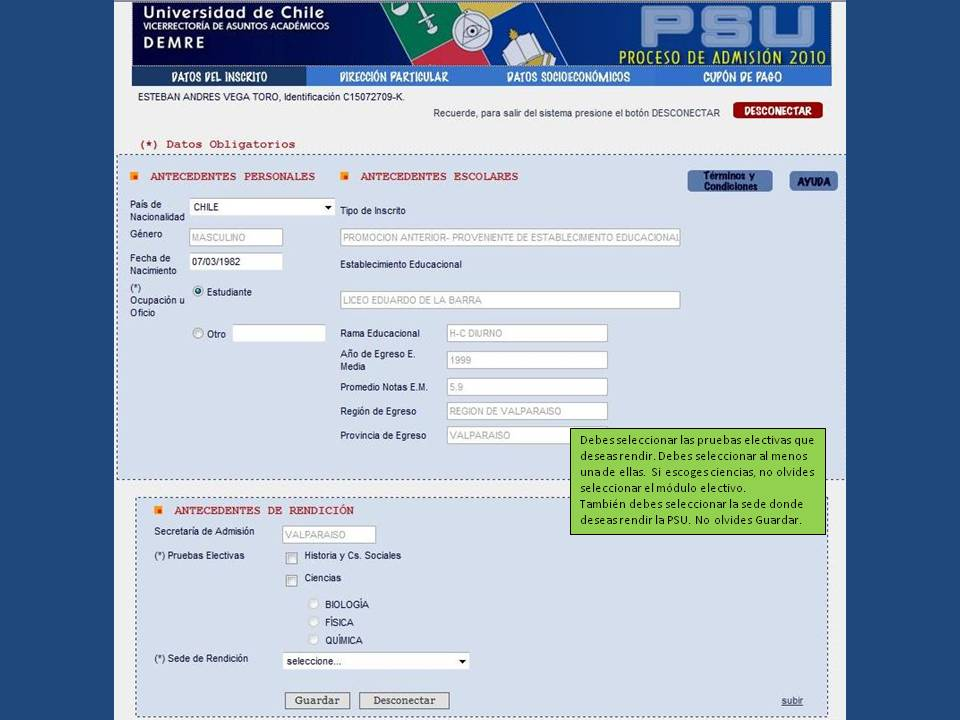 Universidad de Chile
VICERRECTORÍA DE ASUNTOS ACADÉMICOS
DEMRE
PSU
PROCESO DE ADMISIÓN 2010
DATOS DEL INSCRITO DIRECCIÓN PARTICULAR DATOS SOCIOECONÓMICOS CUPÓN DE PAGO
ESTEBAN ANDRES VEGA TORO, Identificación C15072709-K.
Recuerde, para salir del sistema presione el botón DESCONECTAR DESCONECTAR
(*) Datos Obligatorios
ANTECEDENTES PERSONALES ANTECEDENTES ESCOLARES Términos y Condiciones AYUDA
País de Nacionalidad CHILE
Tipo de Inscrito
Género MASCULINO
PROMOCION ANTERIOR- PROVENIENTE DE ESTABLECIMIENTO EDUCACIONAL
Fecha de Nacimiento 07/03/1982
Establecimiento Educacional
(*) Ocupación u Oficio Estudiante
LICEO EDUARDO DE LA BARRA
Otro
Rama Educacional H-C DIURNO
Año de Egreso E. Media 1999
Promedio Notas E.M. 5.9
Región de Egreso REGION DE VALPARAISO
Provincia de Egreso VALPARAISO
Debes seleccionar las pruebas electivas que
deseas rendir. Debes seleccionar al menos
una de ellas. Si escoges ciencias, no olvides
seleccionar el módulo electivo.
También debes seleccionar la sede donde
deseas rendir la PSU. No olvides Guardar.
ANTECEDENTES DE RENDICIÓN
Secretaría de Admisión VALPARAISO
(*) Pruebas Electivas Historia y Cs. Sociales
Ciencias
BIOLOGÍA
FÍSICA
QUÍMICA
(*) Sede de Rendición seleccione...
Guardar Desconectar subir